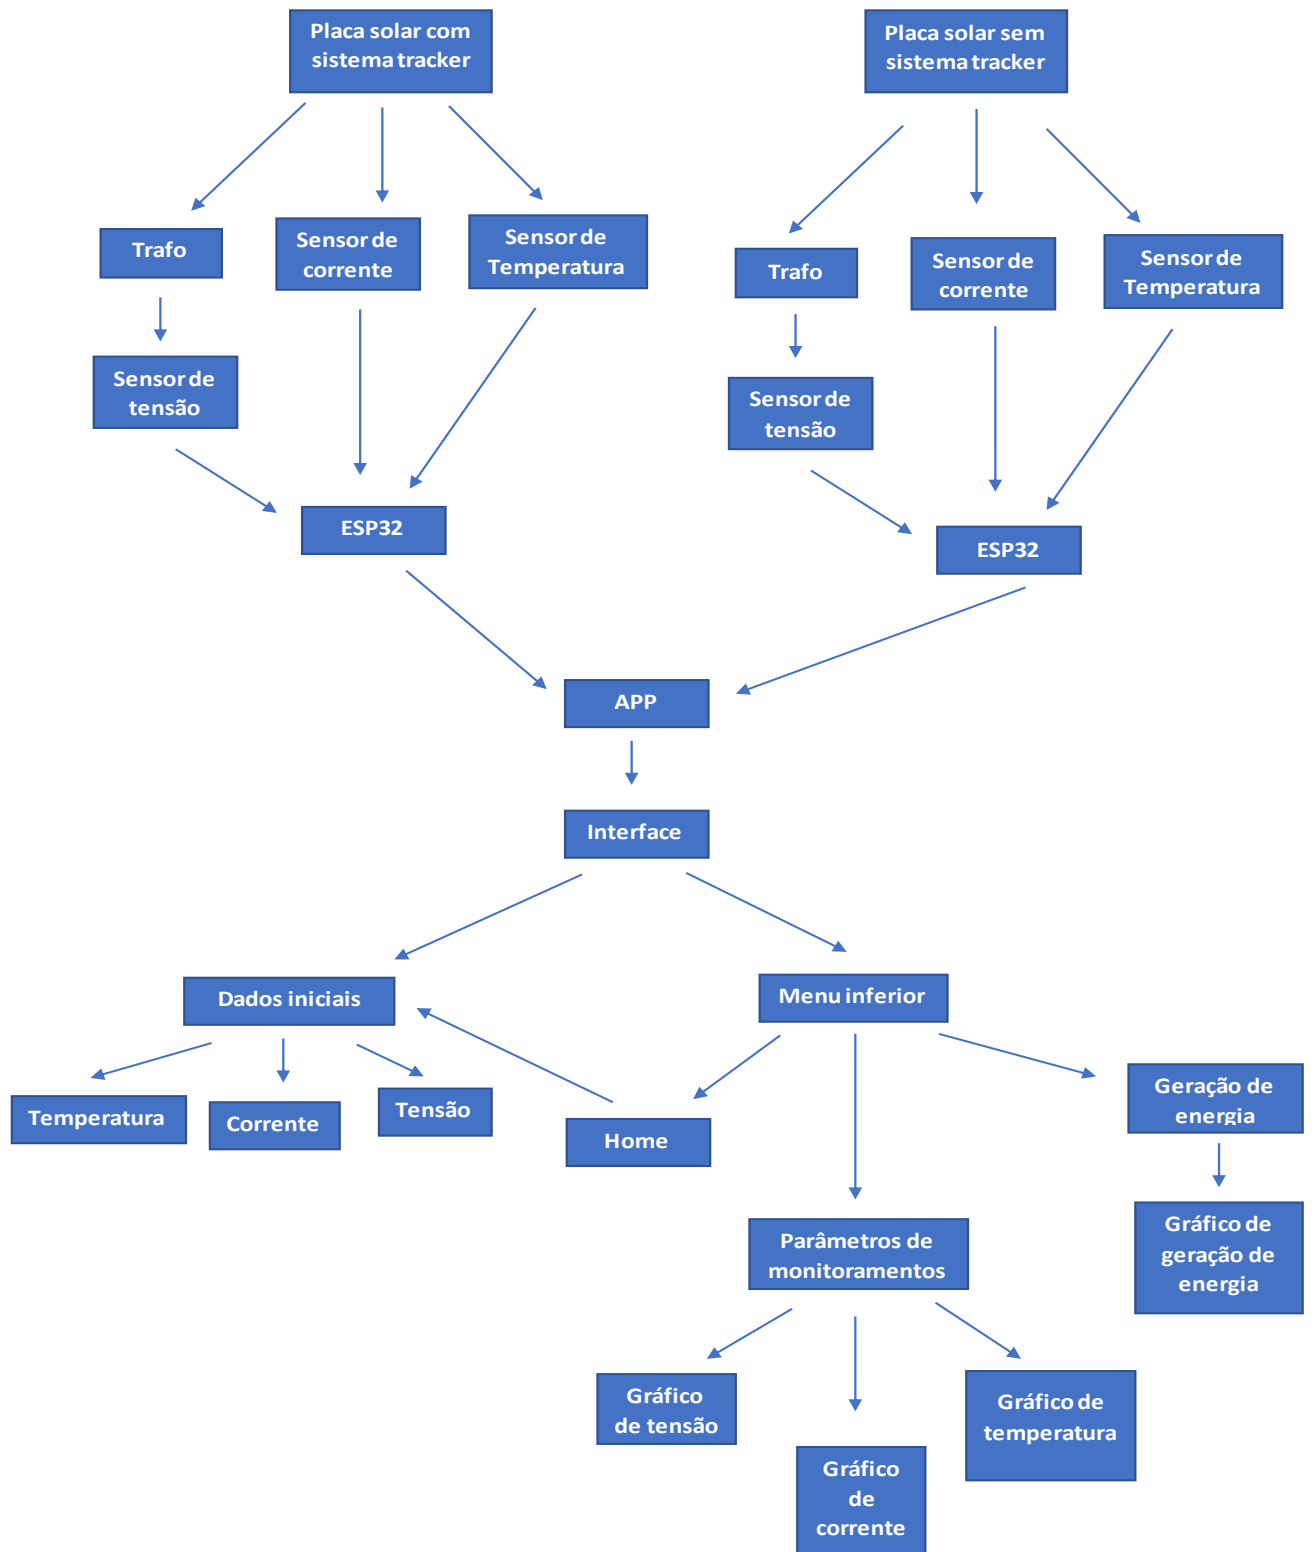 Placa solar com
sistema tracker
Placa solar sem
sistema tracker
Trafo
Sensor de
corrente
Sensor de
Temperatura
Trafo
Sensor de
corrente
Sensor de
Temperatura
Sensor de
tensão
Sensor de
tensão
ESP32
ESP32
APP
Interface
Dados iniciais
Menu inferior
Temperatura
Corrente
Tensão
Home
Geração de
energia
Parâmetros de
monitoramentos
Gráfico de
geração de
energia
Gráfico
de tensão
Gráfico
de
corrente
Gráfico de
temperatura